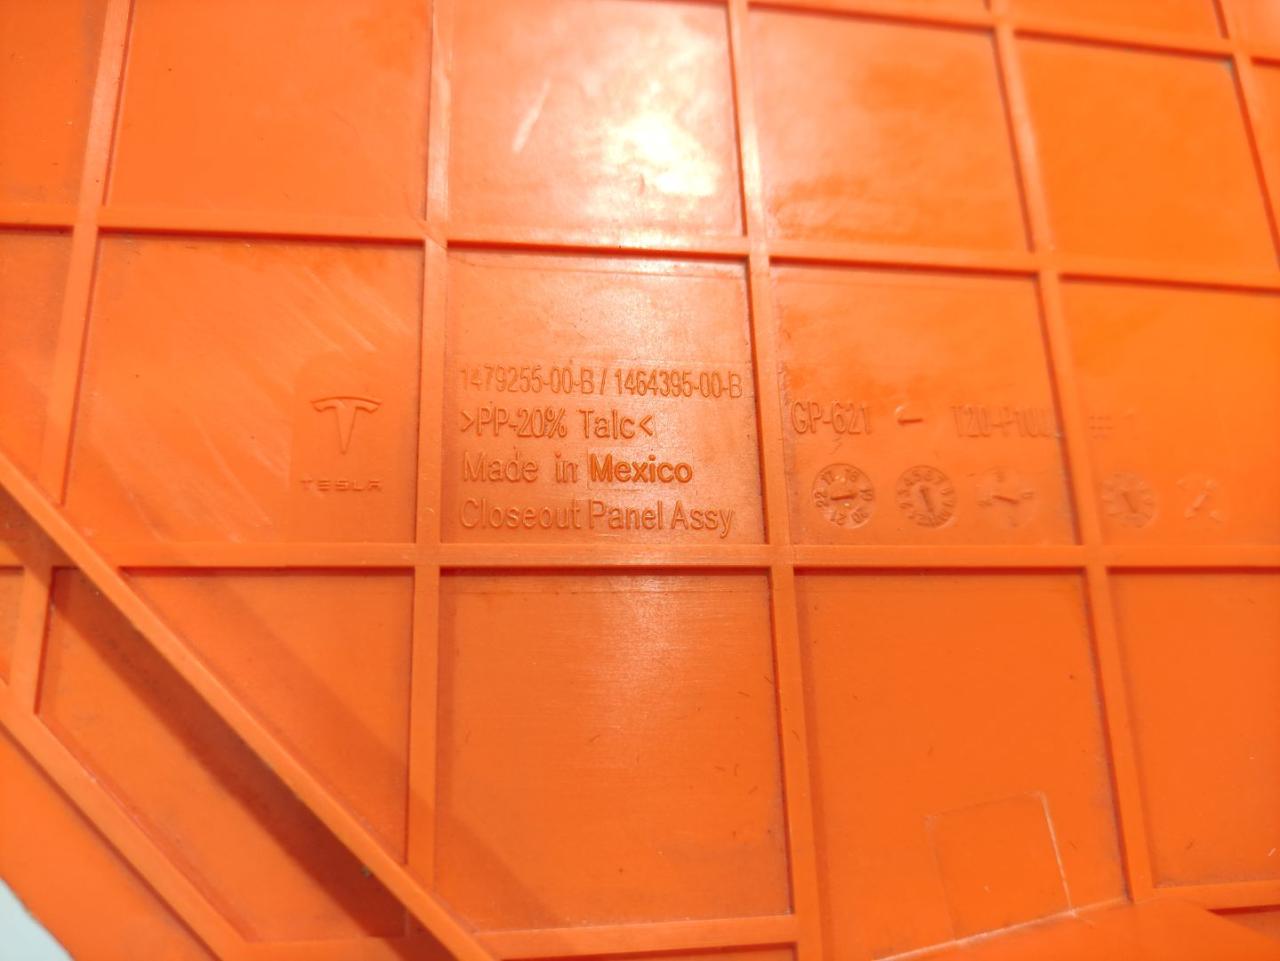 TESLA
1479255-00-B / 1464395-00-B
>PP-20% Talc<
Made in Mexico
Closeout Panel Assy
GP-621 -